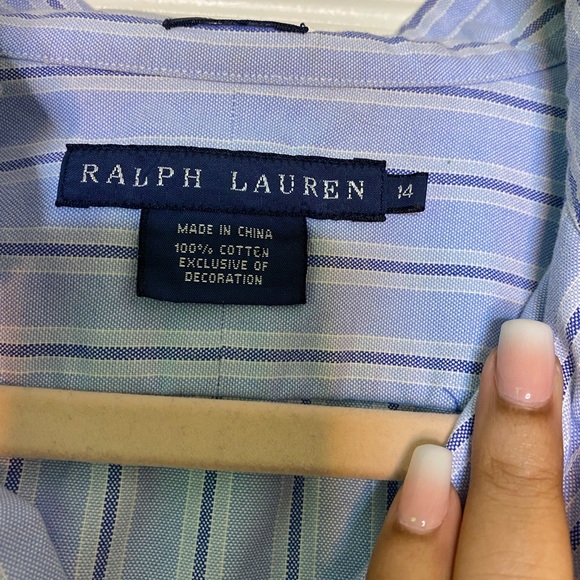 RALPH LAUREN 14
MADE IN CHINA
100% COTTEN
EXCLUSIVE OF
DECORATION